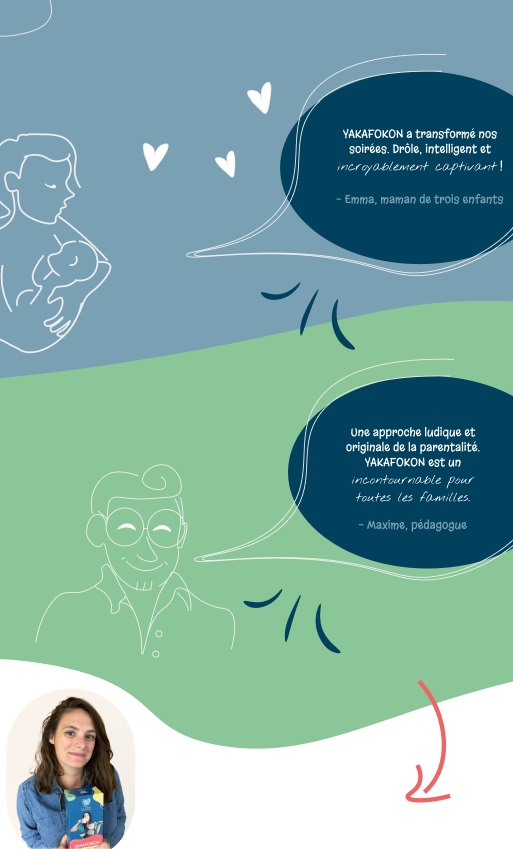 YAKAFOKON a transformé nos
soirées. Drôle, intelligent et
incroyablement captivant !
- Emma, maman de trois enfants
Une approche ludique et
originale de la parentalité.
YAKAFOKON est un
incontournable pour
toutes les familles.
- Maxime, pédagogue
YAKAFOKON